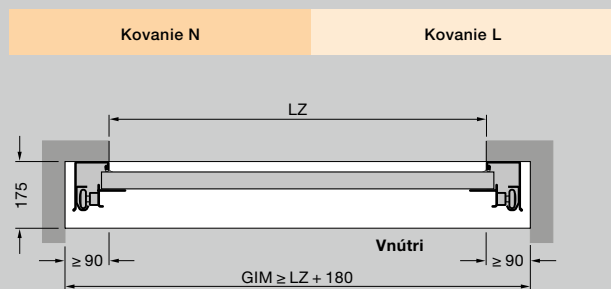 Kovanie N
Kovanie L
LZ
175
Vnútri
≥ 90
≥ 90
GIM ≥ LZ + 180